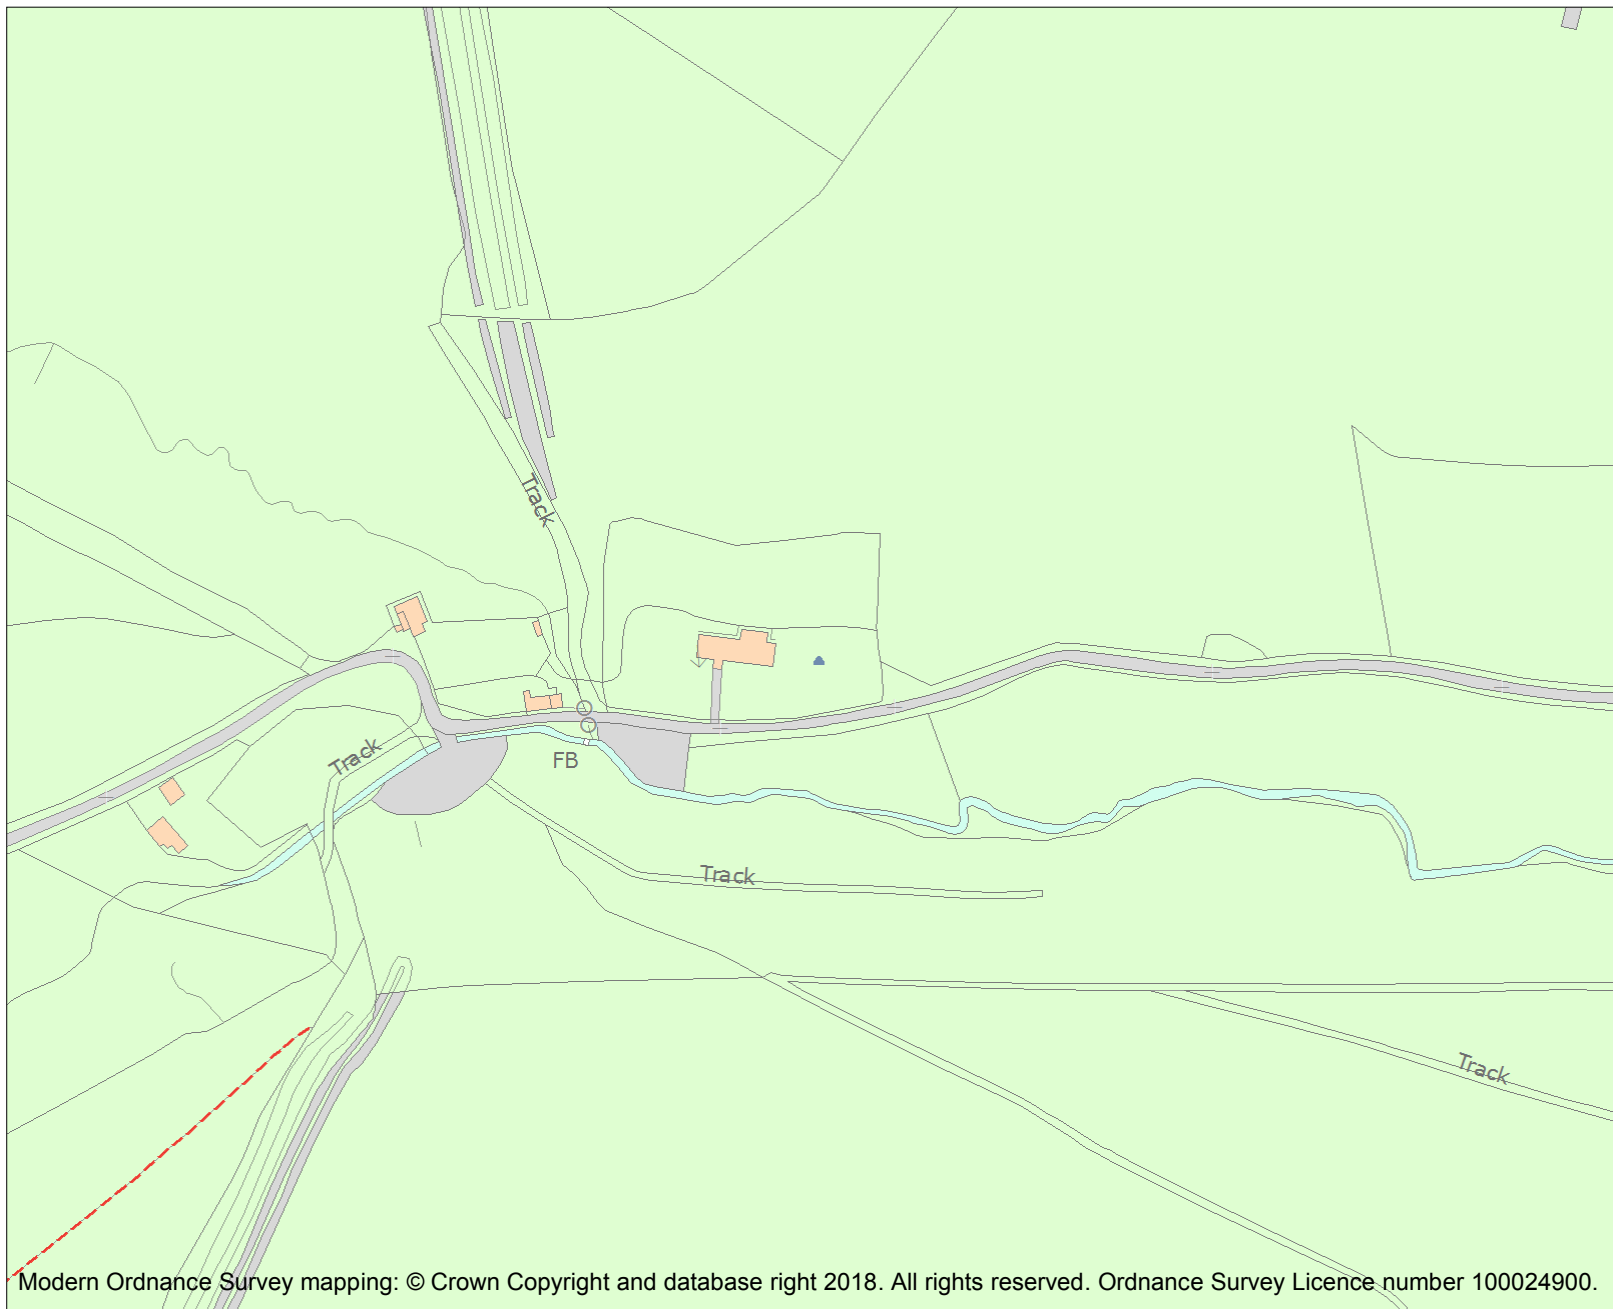 Track
Track
FB
Track
Track
Modern Ordnance Survey mapping: © Crown Copyright and database right 2018. All rights reserved. Ordnance Survey Licence number 100024900.